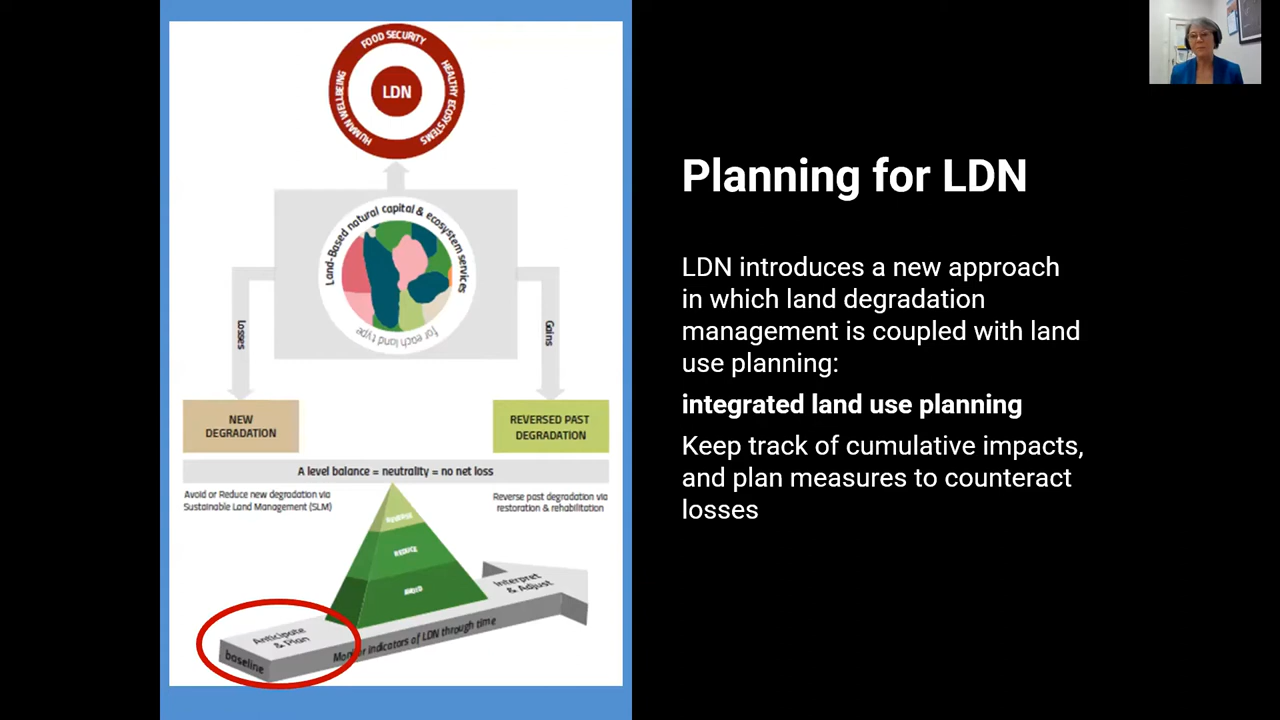 FOOD SECURITY
HUMAN WELLBEING
HEALTHY ECOSYSTEMS
LDN
Land-Based natural capital & ecosystem services
for each land type
Losses
Gains
NEW
DEGRADATION
REVERSED PAST
DEGRADATION
A level balance = neutrality = no net loss
Avoid or Reduce new degradation via
Sustainable Land Management (SLM)
Reverse past degradation via
restoration & rehabilitation
REVERSE
REDUCE
AVOID
Interpret
& Adjust
Anticipate
& Plan
baseline
Monitor indicators of LDN through time
Planning for LDN
LDN introduces a new approach
in which land degradation
management is coupled with land
use planning:
integrated land use planning
Keep track of cumulative impacts,
and plan measures to counteract
losses